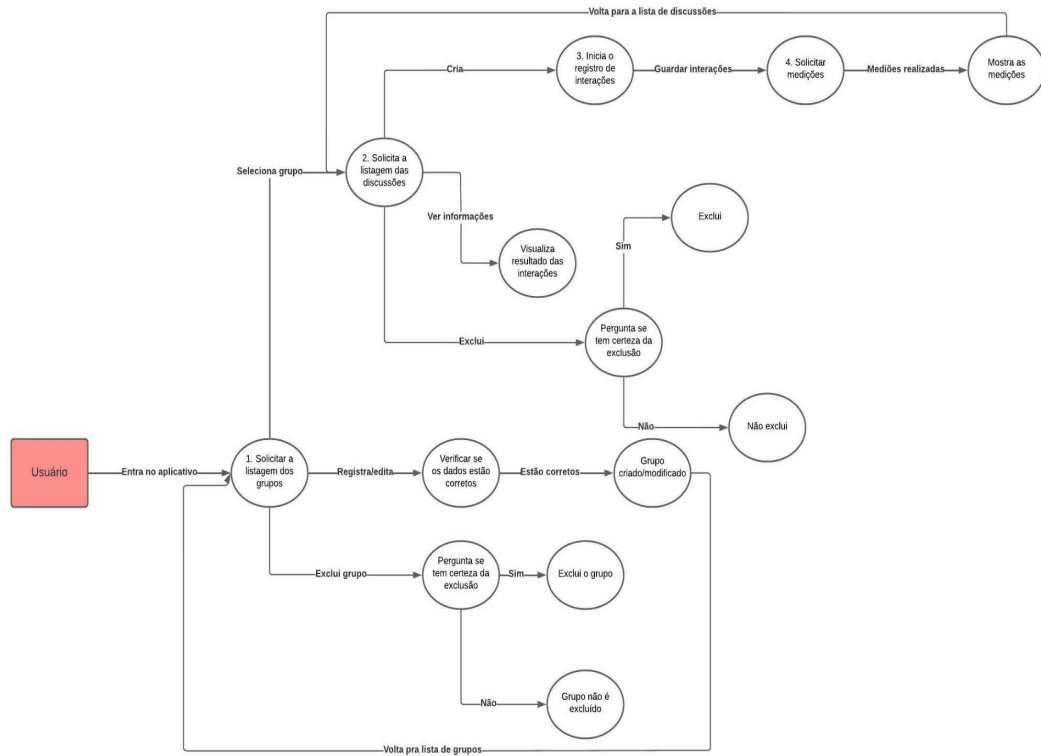 Volta para a lista de discussões
Cria
3. Inicia o
registro de
interações
Guardar interações
4. Solicitar
medições
Mediões realizadas
Mostra as
medições
Seleciona grupo
2. Solicita a
listagem das
discussões
Ver informações
Visualiza
resultado das
interações
Exclui
Sim
Exclui
Pergunta se
tem certeza da
exclusão
Não
Não exclui
Usuário
Entra no aplicativo
1. Solicitar a
listagem dos
grupos
Registra/edita
Verificar se
os dados estão
corretos
Estão corretos
Grupo
criado/modificado
Exclui grupo
Pergunta se
tem certeza da
exclusão
Sim
Exclui o grupo
Não
Grupo não é
excluído
Volta pra lista de grupos